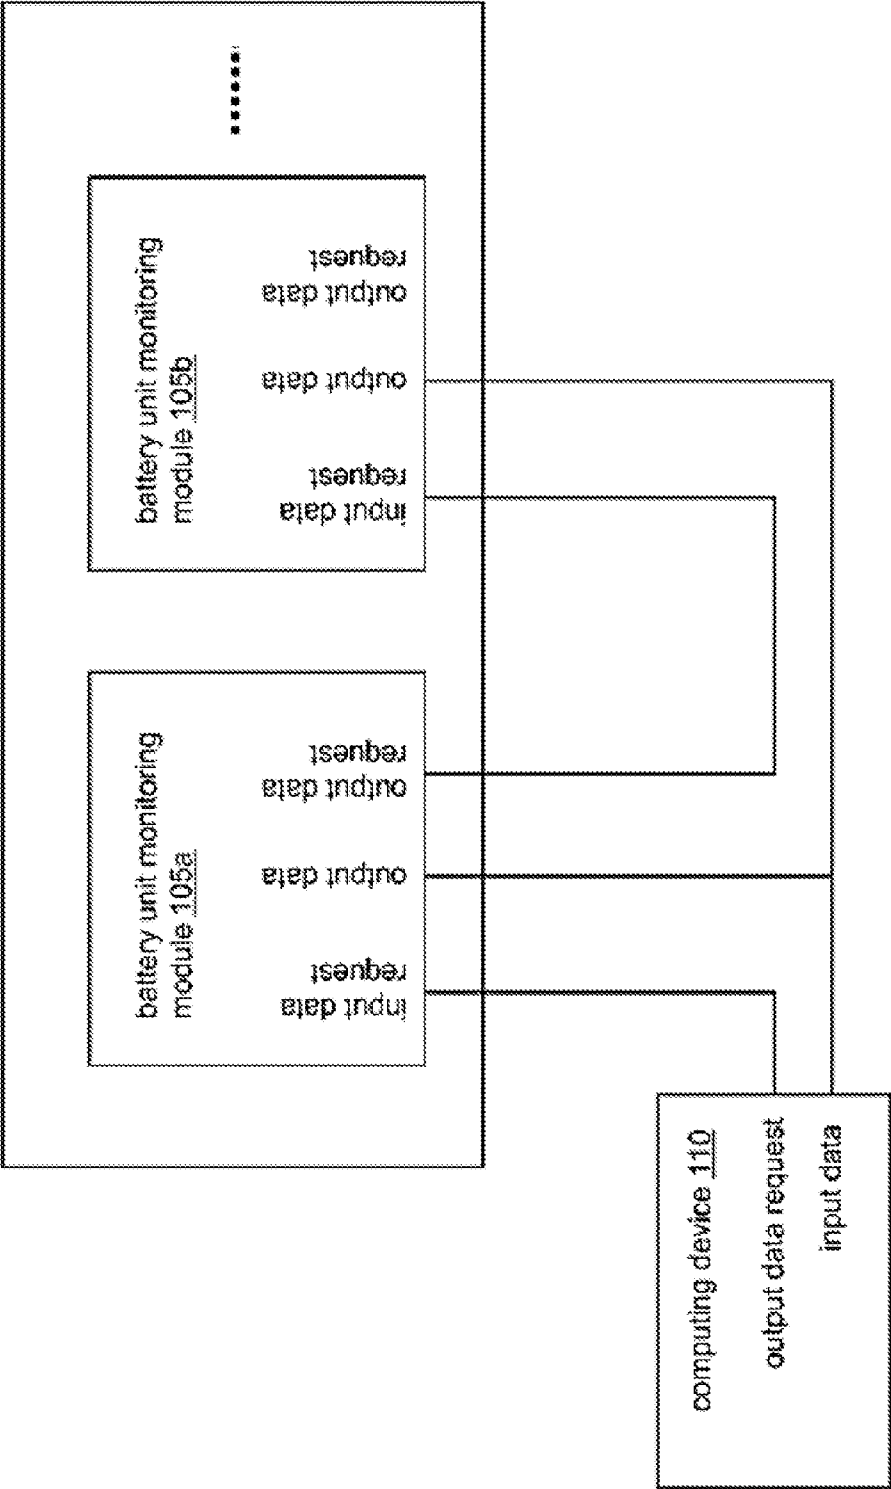 battery unit monitoring
module 105a
input data
request
output data
output data
request
battery unit monitoring
module 105b
input data
request
output data
output data
request
computing device 110
output data request
input data